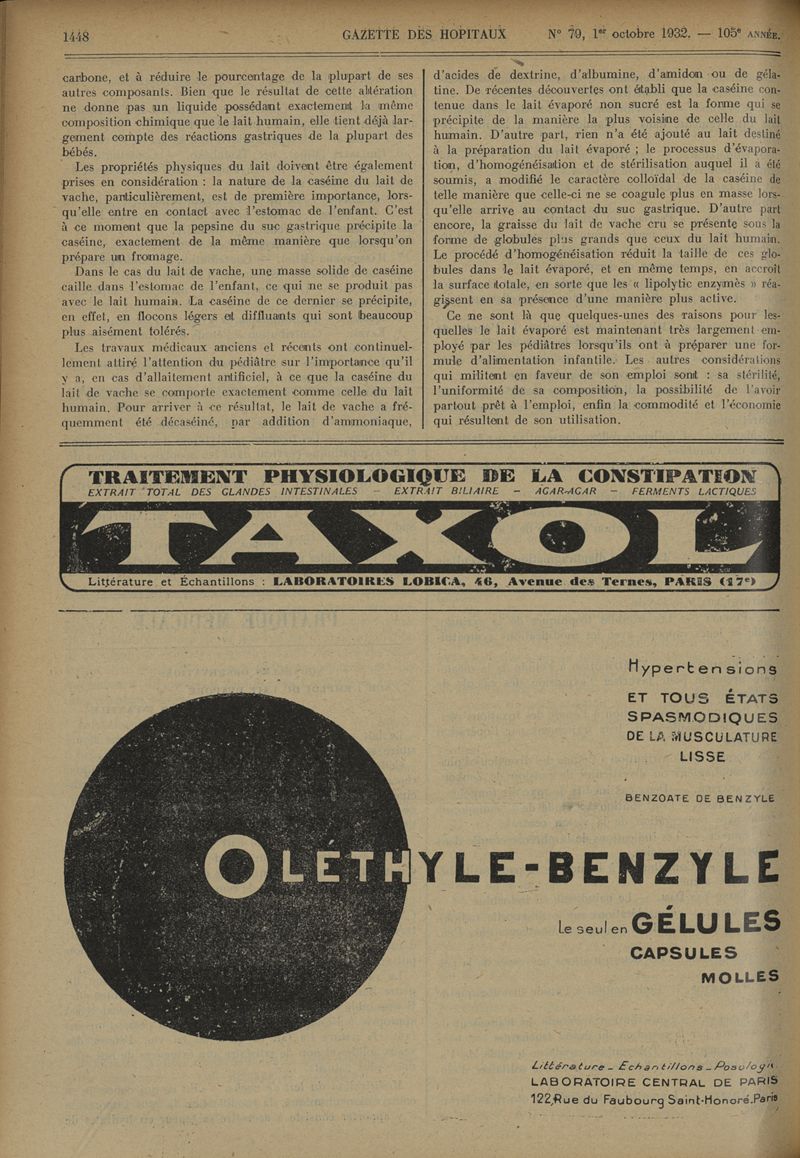 1448 GAZETTE DES HOPITAUX N° 79, 1er octobre 1932. — 105e ANNÉE.
carbone, et à réduire le pourcentage de la plupart de ses
autres composants. Bien que le résultat de cette altération
ne donne pas un liquide possédant exactement la même
composition chimique que le lait humain, elle tient déjà lar-
gement compte des réactions gastriques de la plupart des
bébés.
Les propriétés physiques du lait doivent être également
prises en considération : la nature de la caséine du lait de
vache, particulièrement, est de première importance, lors-
qu'elle entre en contact avec l'estomac de l'enfant. C'est
à ce moment que la pepsine du suc gastrique précipite la
caséine, exactement de la même manière que lorsqu'on
prépare un fromage.
Dans le cas du lait de vache, une masse solide de caséine
caille dans l'estomac de l'enfant, ce qui ne se produit pas
avec le lait humain. La caséine de ce dernier se précipite,
en effet, en flocons légers et diffluants qui sont beaucoup
plus aisément tolérés.
Les travaux médicaux anciens et récents ont continuel-
lement attiré l'attention du pédiâtre sur l'importance qu'il
y a, en cas d'allaitement artificiel, à ce que la caséine du
lait de vache se comporte exactement comme celle du lait
humain. Pour arriver à ce résultat, le lait de vache a fré-
quemment été décaséiné, par addition d'ammoniaque,
d'acides de dextrine, d'albumine, d'amidon ou de géla-
tine. De récentes découvertes ont établi que la caséine con-
tenue dans le lait évaporé non sucré est la forme qui se
précipite de la manière la plus voisine de celle du lait
humain. D'autre part, rien n'a été ajouté au lait destiné
à la préparation du lait évaporé ; le processus d'évapora-
tion, d'homogénéisation et de stérilisation auquel il a été
soumis, a modifié le caractère colloïdal de la caséine de
telle manière que celle-ci ne se coagule plus en masse lors-
qu'elle arrive au contact du suc gastrique. D'autre part
encore, la graisse du lait de vache cru se présente sous la
forme de globules plus grands que ceux du lait humain.
Le procédé d'homogénéisation réduit la taille de ces glo-
bules dans le lait évaporé, et en même temps, en accroît
la surface totale, en sorte que les « lipolytic enzymès » réa-
gissent en sa présence d'une manière plus active.
Ce ne sont là que quelques-unes des raisons pour les-
quelles le lait évaporé est maintenant très largement em-
ployé par les pédiâtres lorsqu'ils ont à préparer une for-
mule d'alimentation infantile. Les autres considérations
qui militent en faveur de son emploi sont : sa stérilité,
l'uniformité de sa composition, la possibilité de l'avoir
partout prêt à l'emploi, enfin la commodité et l'économie
qui résultent de son utilisation.
TRAITEMENT PHYSIOLOGIQUE DE LA CONSTIPATION
EXTRAIT TOTAL DES GLANDES INTESTINALES — EXTRAIT BILIAIRE — AGAR-AGAR — FERMENTS LACTIQUES
TAXOL
Littérature et Échantillons : LABORATOIRES LOBICA, 46, Avenue des Ternes, PARIS (17e)
Hypertensions
ET TOUS ÉTATS
SPASMODIQUES
DE LA MUSCULATURE
LISSE
BENZOATE DE BENZYLE
OLÉTHYLE-BENZYLE
Le seul en GÉLULES
CAPSULES
MOLLES
Littérature _ Échantillons _ Posologie
LABORATOIRE CENTRAL DE PARIS
122, Rue du Faubourg Saint-Honoré. Paris